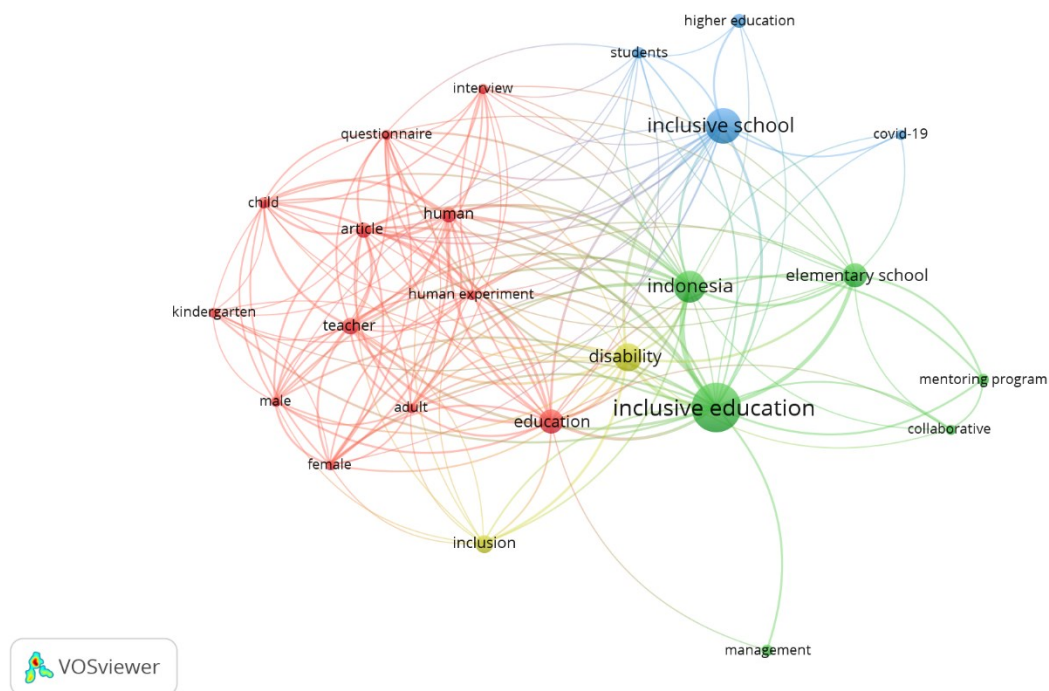 higher education
students
interview
inclusive school
covid-19
questionnaire
child
human
article
elementary school
indonesia
human experiment
kindergarten
teacher
disability
mentoring program
male
adult
inclusive education
education
collaborative
female
inclusion
management
VOSviewer